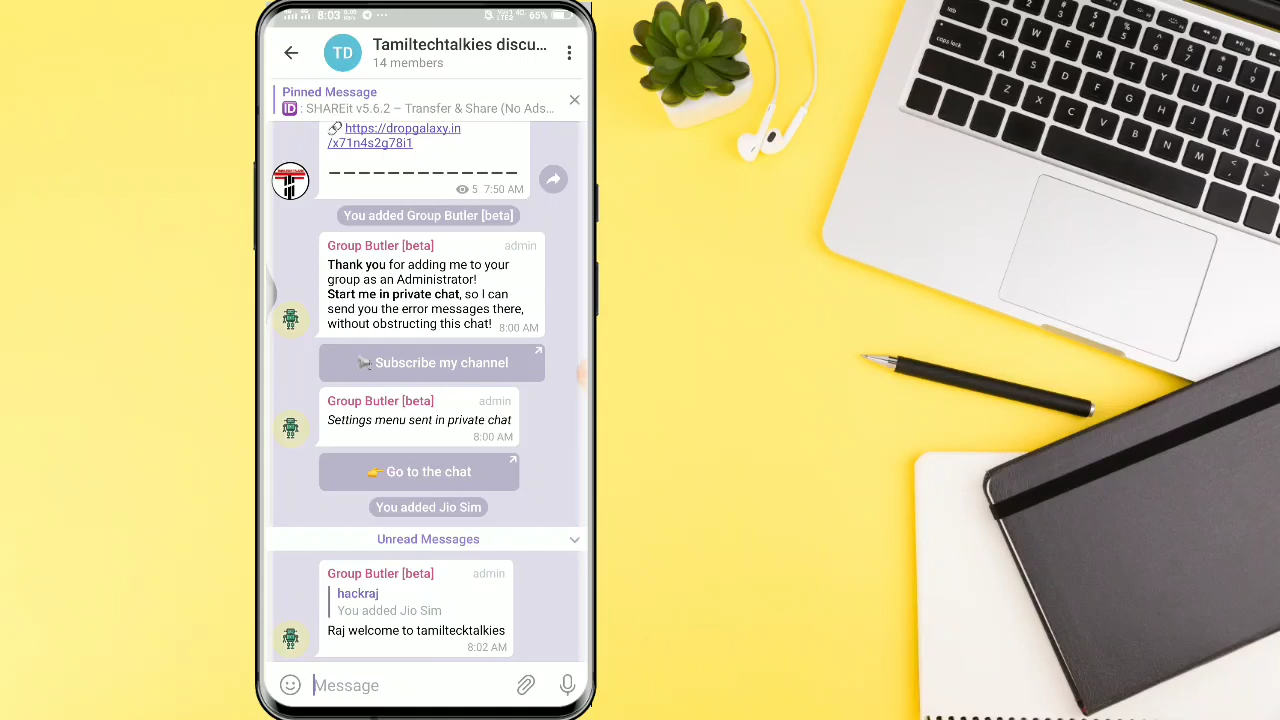 8:03
65%
TD
Tamiltechtalkies discu...
14 members
Pinned Message
🆔 : SHAREit v5.6.2 – Transfer & Share (No Ads...
🔗 https://dropgalaxy.in
/x71n4s2g78i1
— — — — — — — — — — — — —
5 7:50 AM
You added Group Butler [beta]
Group Butler [beta] admin
Thank you for adding me to your
group as an Administrator!
Start me in private chat, so I can
send you the error messages there,
without obstructing this chat! 8:00 AM
📣 Subscribe my channel
Group Butler [beta] admin
Settings menu sent in private chat
8:00 AM
👉 Go to the chat
You added Jio Sim
Unread Messages
Group Butler [beta] admin
hackraj
You added Jio Sim
Raj welcome to tamiltecktalkies
8:02 AM
Message